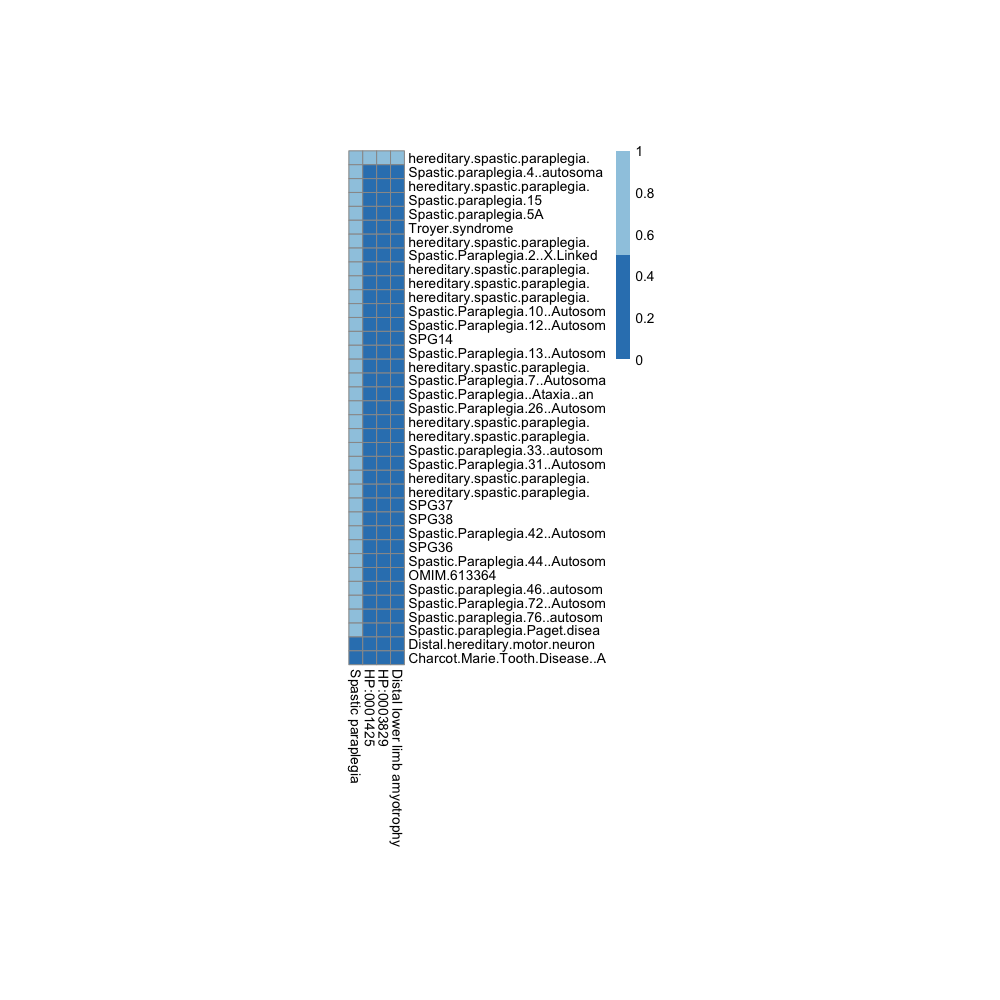 hereditary.spastic.paraplegia.
Spastic.paraplegia.4..autosoma
hereditary.spastic.paraplegia.
Spastic.paraplegia.15
Spastic.paraplegia.5A
Troyer.syndrome
hereditary.spastic.paraplegia.
Spastic.Paraplegia.2..X.Linked
hereditary.spastic.paraplegia.
hereditary.spastic.paraplegia.
hereditary.spastic.paraplegia.
Spastic.Paraplegia.10..Autosom
Spastic.Paraplegia.12..Autosom
SPG14
Spastic.Paraplegia.13..Autosom
hereditary.spastic.paraplegia.
Spastic.Paraplegia.7..Autosoma
Spastic.Paraplegia..Ataxia..an
Spastic.Paraplegia.26..Autosom
hereditary.spastic.paraplegia.
hereditary.spastic.paraplegia.
Spastic.paraplegia.33..autosom
Spastic.Paraplegia.31..Autosom
hereditary.spastic.paraplegia.
hereditary.spastic.paraplegia.
SPG37
SPG38
Spastic.Paraplegia.42..Autosom
SPG36
Spastic.Paraplegia.44..Autosom
OMIM.613364
Spastic.paraplegia.46..autosom
Spastic.Paraplegia.72..Autosom
Spastic.paraplegia.76..autosom
Spastic.paraplegia.Paget.disea
Distal.hereditary.motor.neuron
Charcot.Marie.Tooth.Disease..A
1
0.8
0.6
0.4
0.2
0
Spastic paraplegia
HP:0001425
HP:0003829
Distal lower limb amyotrophy